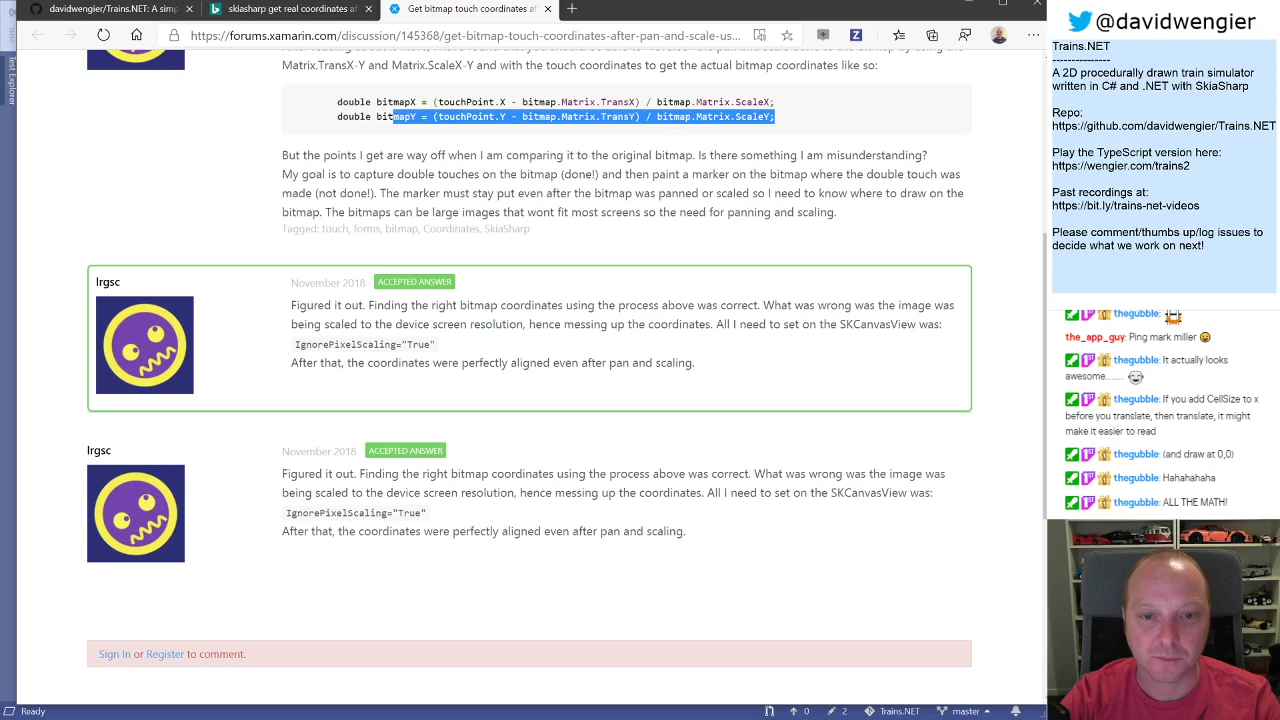 davidwengier/Trains.NET: A simp
skiasharp get real coordinates af
Get bitmap touch coordinates af
https://forums.xamarin.com/discussion/145368/get-bitmap-touch-coordinates-after-pan-and-scale-us...
Test Explorer
Matrix.TransX-Y and Matrix.ScaleX-Y and with the touch coordinates to get the actual bitmap coordinates like so:
double bitmapX = (touchPoint.X - bitmap.Matrix.TransX) / bitmap.Matrix.ScaleX;
double bitmapY = (touchPoint.Y - bitmap.Matrix.TransY) / bitmap.Matrix.ScaleY;
But the points I get are way off when I am comparing it to the original bitmap. Is there something I am misunderstanding?
My goal is to capture double touches on the bitmap (done!) and then paint a marker on the bitmap where the double touch was
made (not done!). The marker must stay put even after the bitmap was panned or scaled so I need to know where to draw on the
bitmap. The bitmaps can be large images that wont fit most screens so the need for panning and scaling.
Tagged: touch, forms, bitmap, Coordinates, SkiaSharp
lrgsc
November 2018 ACCEPTED ANSWER
Figured it out. Finding the right bitmap coordinates using the process above was correct. What was wrong was the image was
being scaled to the device screen resolution, hence messing up the coordinates. All I need to set on the SKCanvasView was:
IgnorePixelScaling="True"
After that, the coordinates were perfectly aligned even after pan and scaling.
lrgsc
November 2018 ACCEPTED ANSWER
Figured it out. Finding the right bitmap coordinates using the process above was correct. What was wrong was the image was
being scaled to the device screen resolution, hence messing up the coordinates. All I need to set on the SKCanvasView was:
IgnorePixelScaling="True"
After that, the coordinates were perfectly aligned even after pan and scaling.
Sign In or Register to comment.
Ready
0
2
Trains.NET
master
@davidwengier
Trains.NET
---------------
A 2D procedurally drawn train simulator
written in C# and .NET with SkiaSharp
Repo:
https://github.com/davidwengier/Trains.NET
Play the TypeScript version here:
https://wengier.com/trains2
Past recordings at:
https://bit.ly/trains-net-videos
Please comment/thumbs up/log issues to
decide what we work on next!
thegubble:
the_app_guy: Ping mark miller
thegubble: It actually looks
awesome........
thegubble: If you add CellSize to x
before you translate, then translate, it might
make it easier to read
thegubble: (and draw at 0,0)
thegubble: Hahahahaha
thegubble: ALL THE MATH!